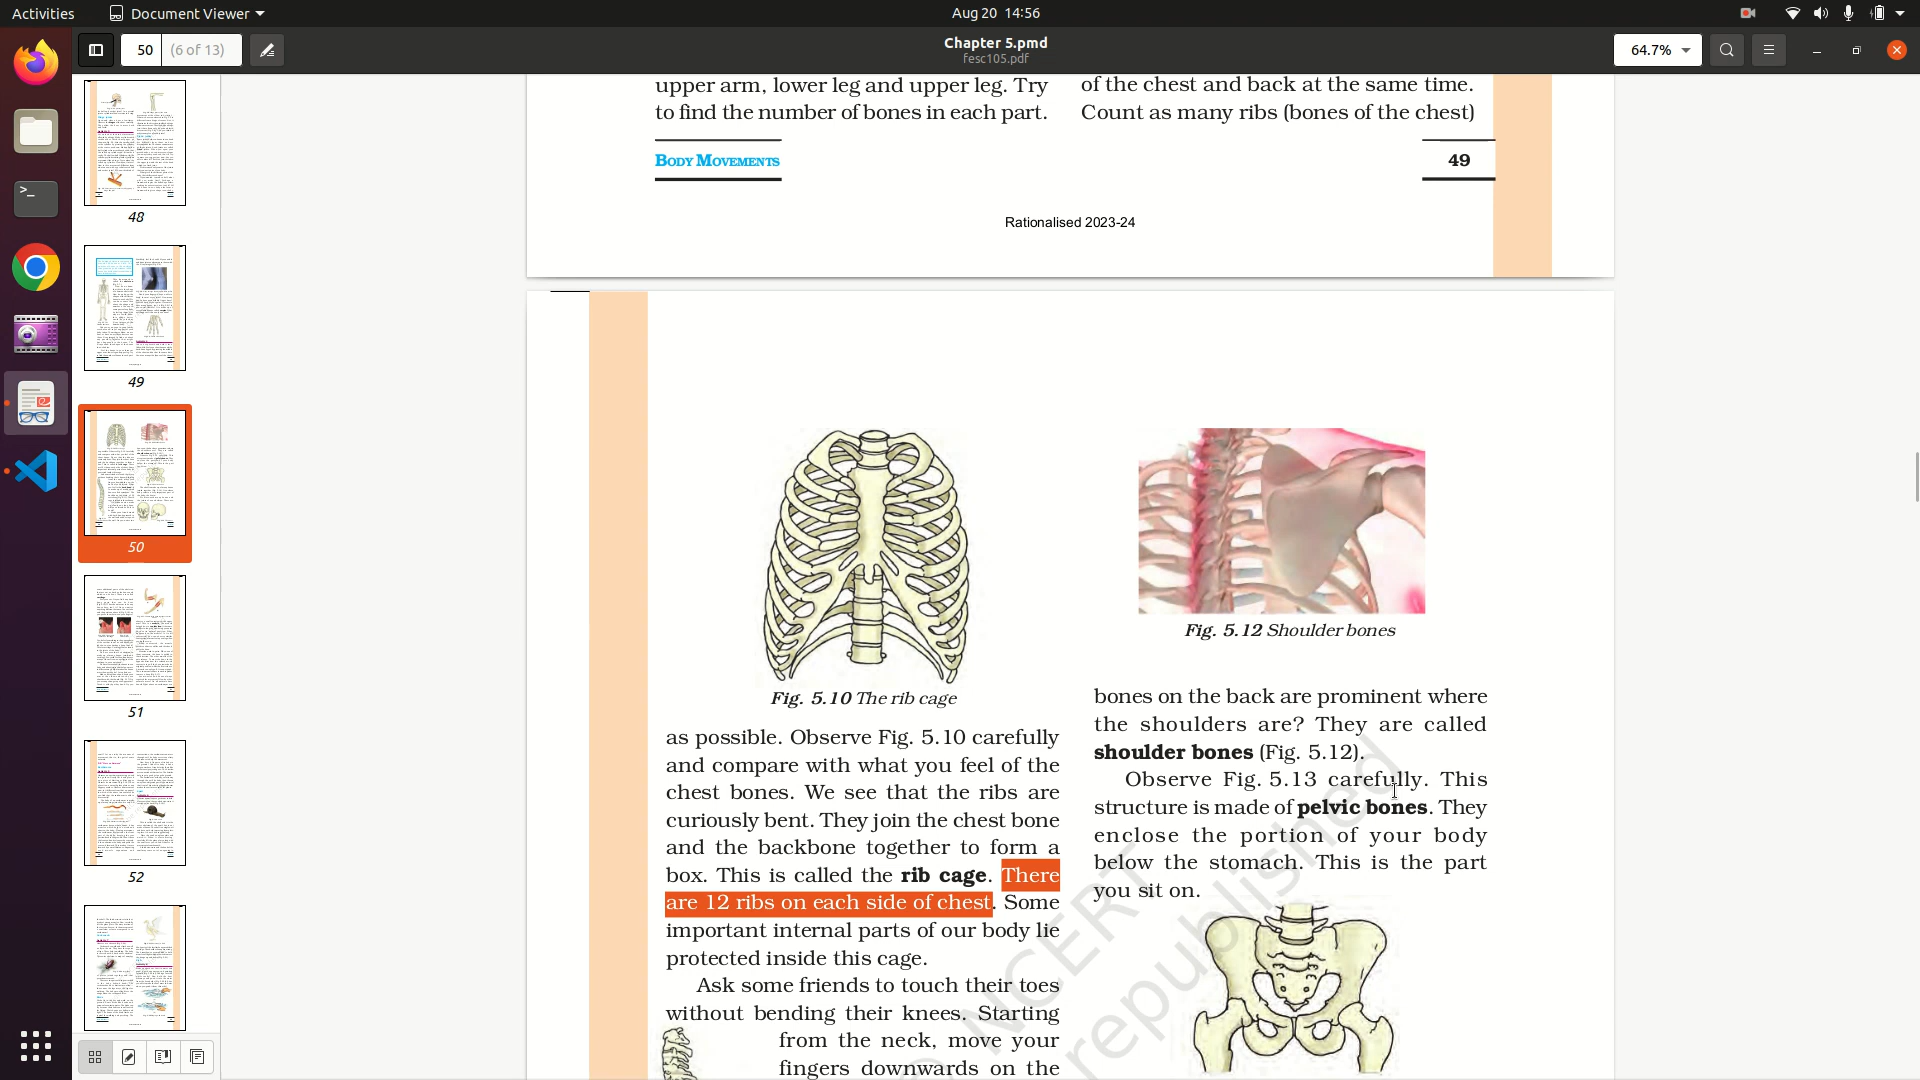 Activities
Document Viewer
Aug 20 14:56
50
(6 of 13)
Chapter 5.pmd
fesc105.pdf
64.7%
48
49
50
51
52
upper arm, lower leg and upper leg. Try
to find the number of bones in each part.
of the chest and back at the same time.
Count as many ribs (bones of the chest)
BODY MOVEMENTS
49
Rationalised 2023-24
Fig. 5.10 The rib cage
as possible. Observe Fig. 5.10 carefully
and compare with what you feel of the
chest bones. We see that the ribs are
curiously bent. They join the chest bone
and the backbone together to form a
box. This is called the rib cage. There
are 12 ribs on each side of chest. Some
important internal parts of our body lie
protected inside this cage.
Ask some friends to touch their toes
without bending their knees. Starting
from the neck, move your
fingers downwards on the
Fig. 5.12 Shoulder bones
bones on the back are prominent where
the shoulders are? They are called
shoulder bones (Fig. 5.12).
Observe Fig. 5.13 carefully. This
structure is made of pelvic bones. They
enclose the portion of your body
below the stomach. This is the part
you sit on.
© NCERT
republished